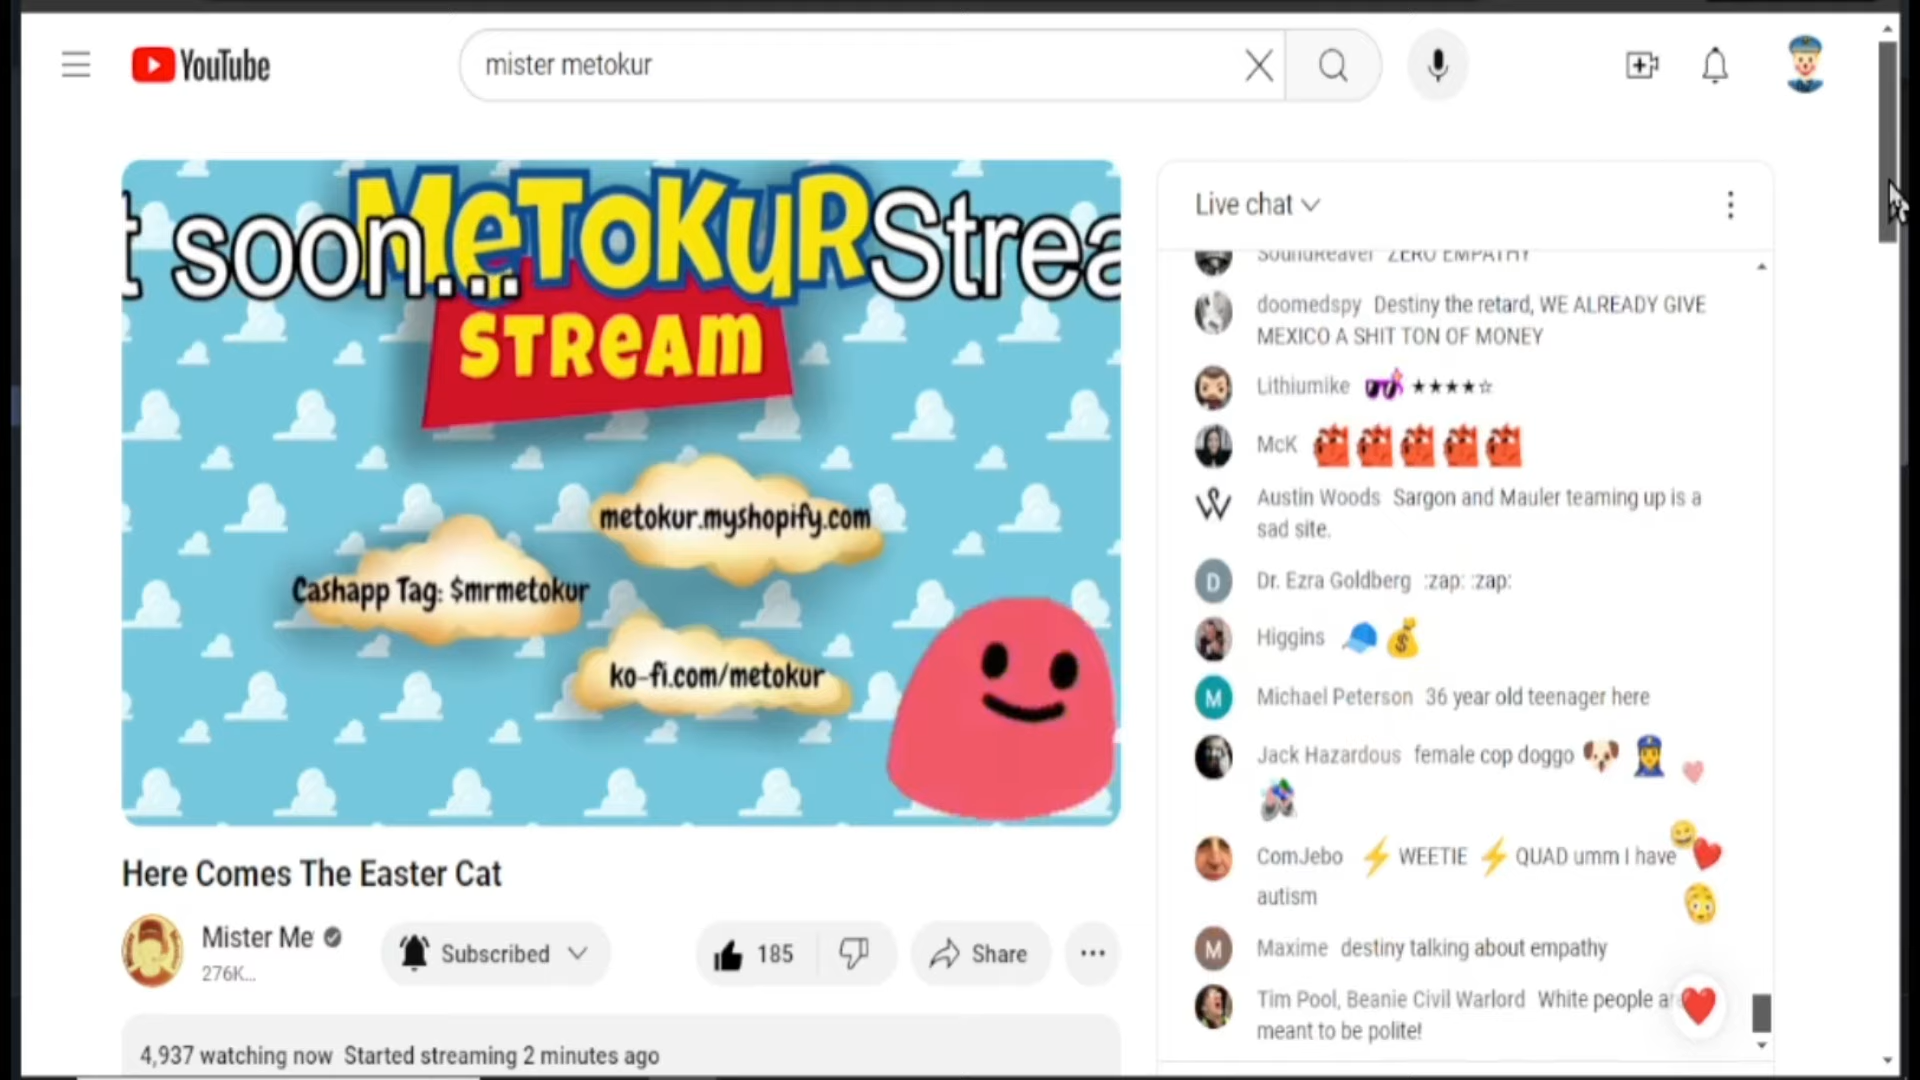 YouTube
mister metokur
t soon...
METOKUR
Strea
STREAM
metokur.myshopify.com
Cashapp Tag: $mrmetokur
ko-fi.com/metokur
Here Comes The Easter Cat
Mister Me
276K...
Subscribed
185
Share
4,937 watching now Started streaming 2 minutes ago
Live chat
SoundReaver ZERO EMPATHY
doomedspy Destiny the retard, WE ALREADY GIVE
MEXICO A SHIT TON OF MONEY
Lithiumike ★★★★☆
McK
Austin Woods Sargon and Mauler teaming up is a
sad site.
D
Dr. Ezra Goldberg :zap: :zap:
Higgins
M
Michael Peterson 36 year old teenager here
Jack Hazardous female cop doggo
ComJebo ⚡ WEETIE ⚡ QUAD umm I have
autism
M
Maxime destiny talking about empathy
Tim Pool, Beanie Civil Warlord White people
meant to be polite!